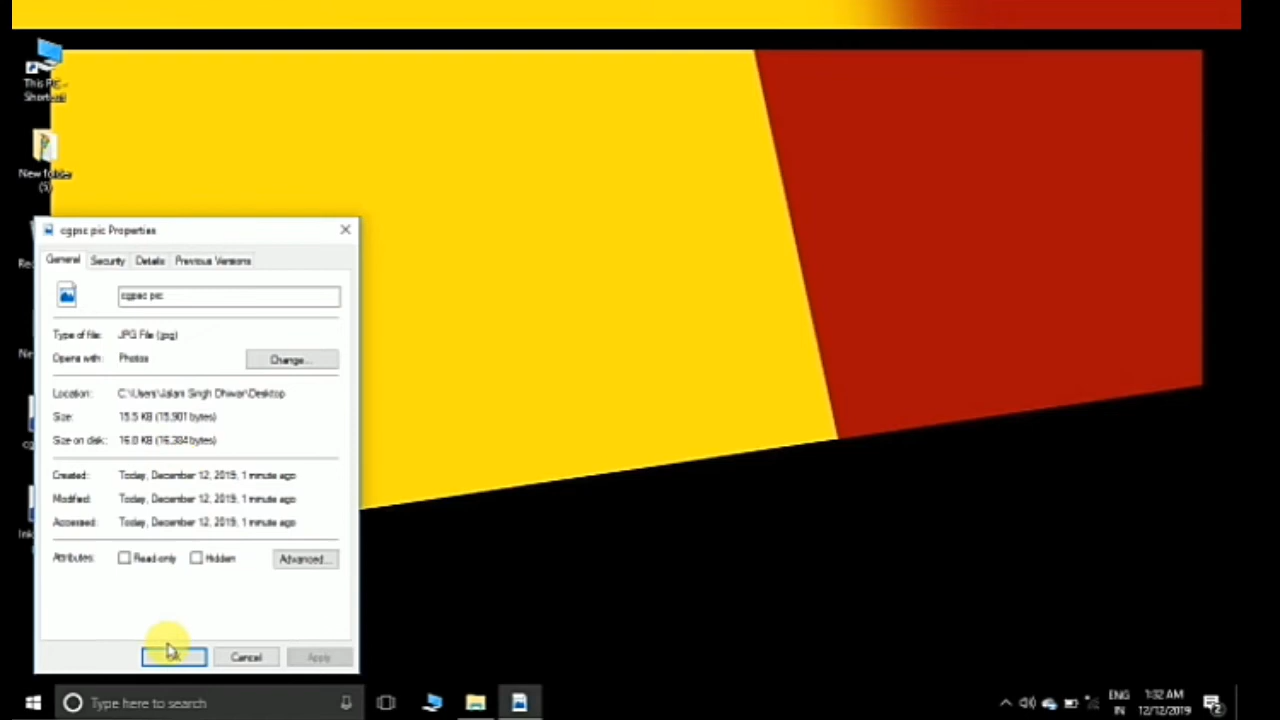 This PC -
Shortcut
New folder
(5)
cgpsc pic Properties
General
Security
Details
Previous Versions
cgpsc pic
Type of file:
JPG File (.jpg)
Opens with:
Photos
Change...
Location:
C:\Users\Jalam Singh Dhwar\Desktop
Size:
15.5 KB (15,901 bytes)
Size on disk:
16.0 KB (16,384 bytes)
Created:
Today, December 12, 2019, 1 minute ago
Modified:
Today, December 12, 2019, 1 minute ago
Accessed:
Today, December 12, 2019, 1 minute ago
Attributes:
Read-only
Hidden
Advanced...
OK
Cancel
Apply
Type here to search
ENG
IN
1:32 AM
12/12/2019
2